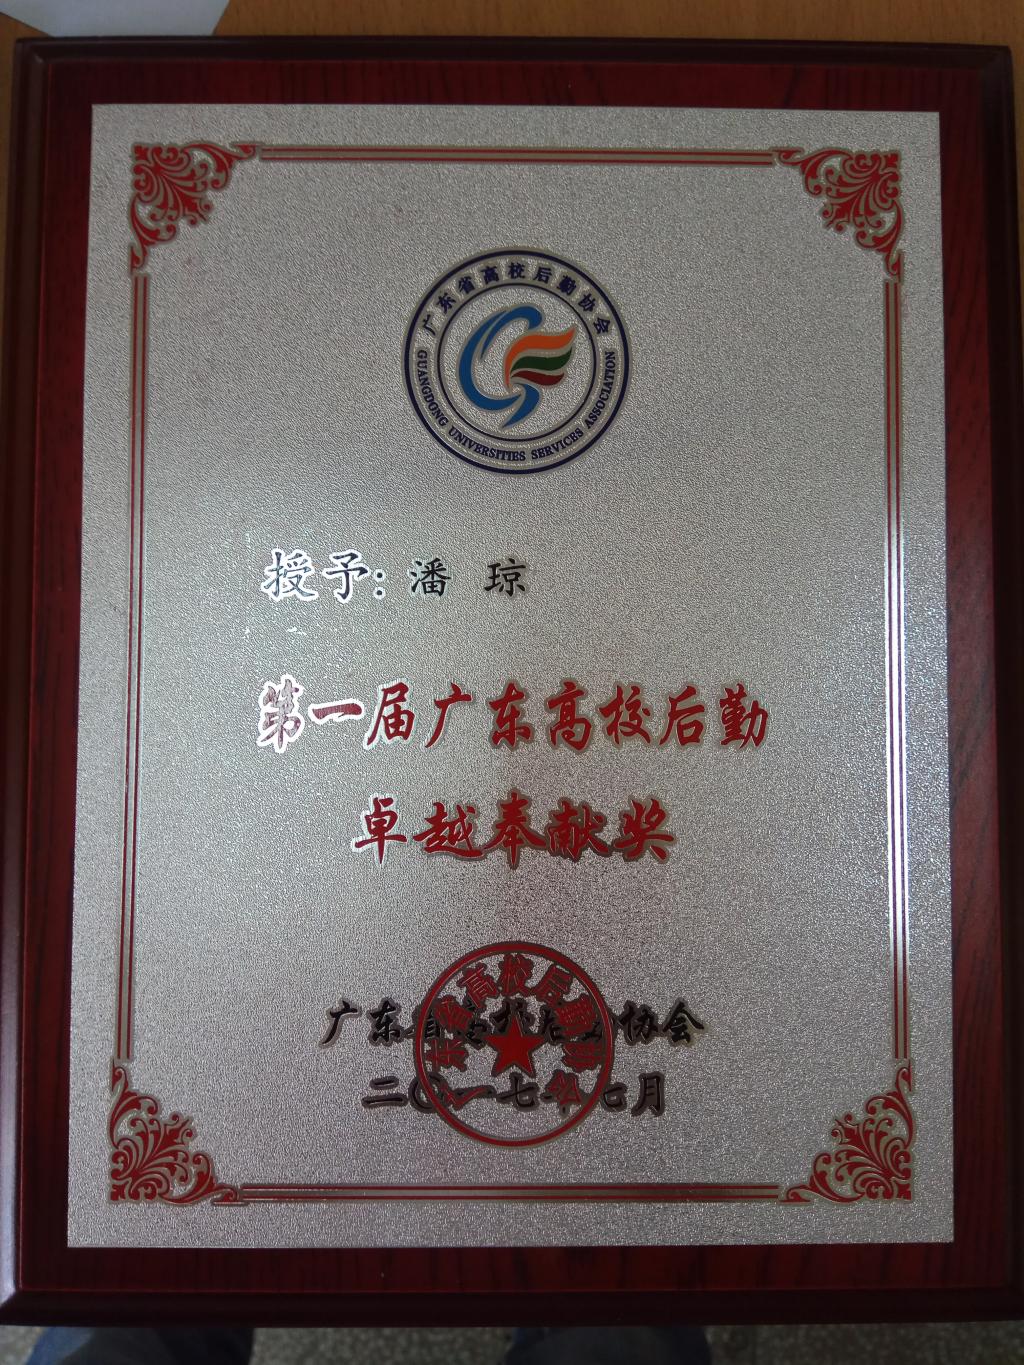 广东省高校后勤协会
GUANGDONG UNIVERSITIES SERVICES ASSOCIATION
授予：潘 琼
第一届广东高校后勤
卓越奉献奖
广东省高校后勤协会
二〇一七年七月